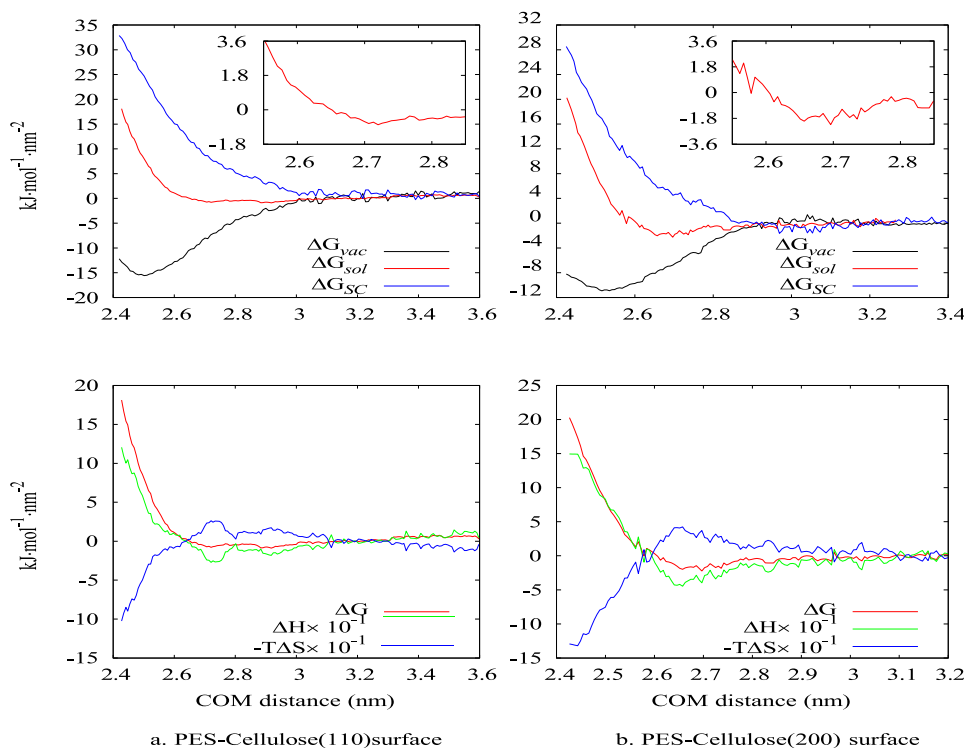 kJ·mol⁻¹·nm⁻²
35
30
25
20
15
10
5
0
-5
-10
-15
-20
2.4 2.6 2.8 3 3.2 3.4 3.6
3.6
1.8
0
-1.8
2.6 2.7 2.8
ΔGvac
ΔGsol
ΔGSC
32
28
24
20
16
12
8
4
0
-4
-8
-12
2.4 2.6 2.8 3 3.2 3.4
3.6
1.8
0
-1.8
-3.6
2.6 2.7 2.8
ΔGvac
ΔGsol
ΔGSC
kJ·mol⁻¹·nm⁻²
20
15
10
5
0
-5
-10
-15
2.4 2.6 2.8 3 3.2 3.4 3.6
ΔG
ΔH× 10⁻¹
-TΔS× 10⁻¹
COM distance (nm)
25
20
15
10
5
0
-5
-10
-15
2.4 2.5 2.6 2.7 2.8 2.9 3 3.1 3.2
ΔG
ΔH× 10⁻¹
-TΔS× 10⁻¹
COM distance (nm)
a. PES-Cellulose(110)surface
b. PES-Cellulose(200) surface